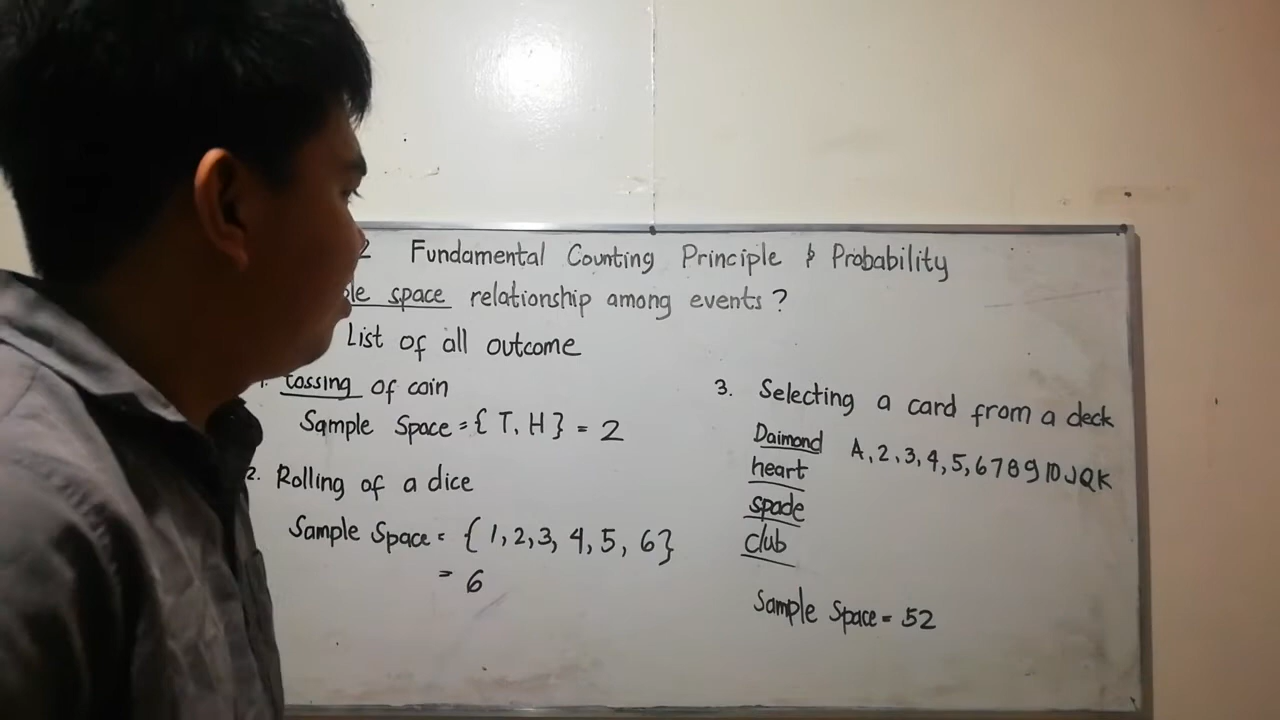 2 Fundamental Counting Principle & Probability
ple space relationship among events?
List of all outcome
1. tossing of coin
Sample Space = { T, H } = 2
2. Rolling of a dice
Sample Space = { 1, 2, 3, 4, 5, 6 }
= 6
3. Selecting a card from a deck
Daimond A, 2, 3, 4, 5, 6 7 8 9 10 J Q K
heart
spade
club
Sample Space = 52